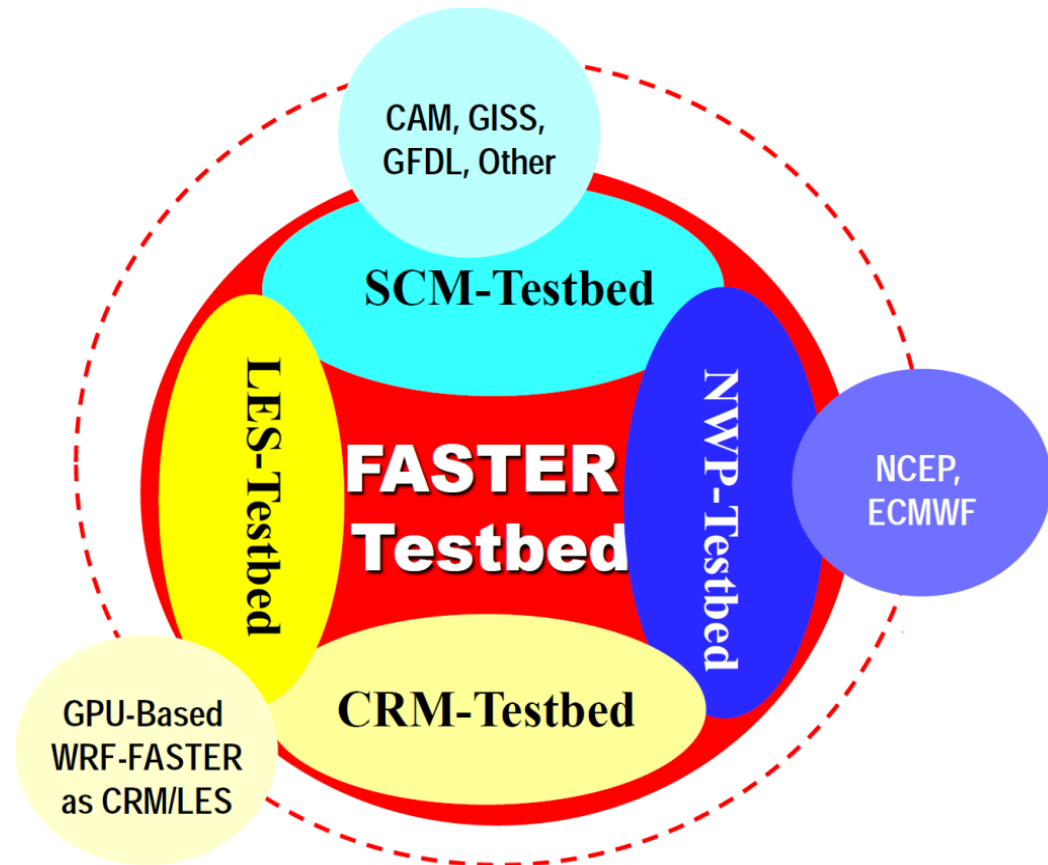 CAM, GISS,
GFDL, Other
SCM-Testbed
LES-Testbed
FASTER
Testbed
NWP-Testbed
NCEP,
ECMWF
CRM-Testbed
GPU-Based
WRF-FASTER
as CRM/LES